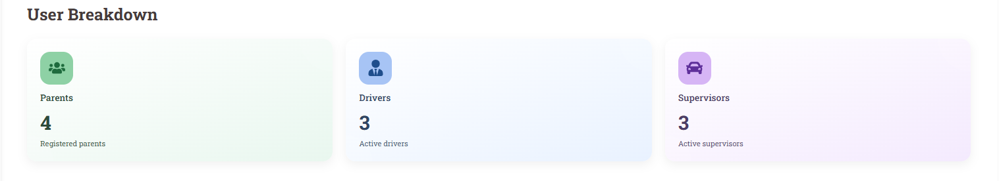 User Breakdown
Parents
4
Registered parents
Drivers
3
Active drivers
Supervisors
3
Active supervisors